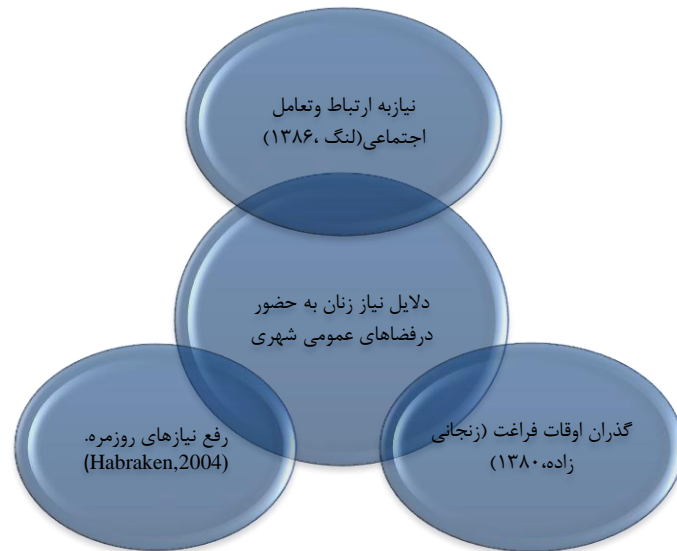 نیازبه ارتباط وتعامل
اجتماعی(لنگ ،۱۳۸۶)
دلایل نیاز زنان به حضور
درفضاهای عمومی شهری
گذران اوقات فراغت (زنجانی
زاده، ۱۳۸۰)
رفع نیازهای روزمره.
(Habraken,2004)